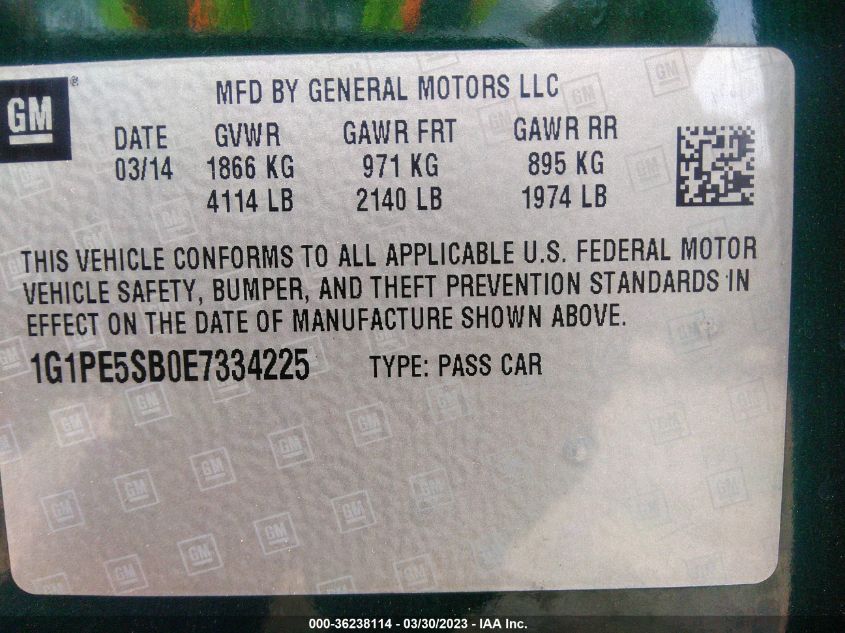 GM ®
MFD BY GENERAL MOTORS LLC
DATE GVWR GAWR FRT GAWR RR
03/14 1866 KG 971 KG 895 KG
4114 LB 2140 LB 1974 LB
THIS VEHICLE CONFORMS TO ALL APPLICABLE U.S. FEDERAL MOTOR
VEHICLE SAFETY, BUMPER, AND THEFT PREVENTION STANDARDS IN
EFFECT ON THE DATE OF MANUFACTURE SHOWN ABOVE.
1G1PE5SB0E7334225 TYPE: PASS CAR
000-36238114 - 03/30/2023 - IAA Inc.